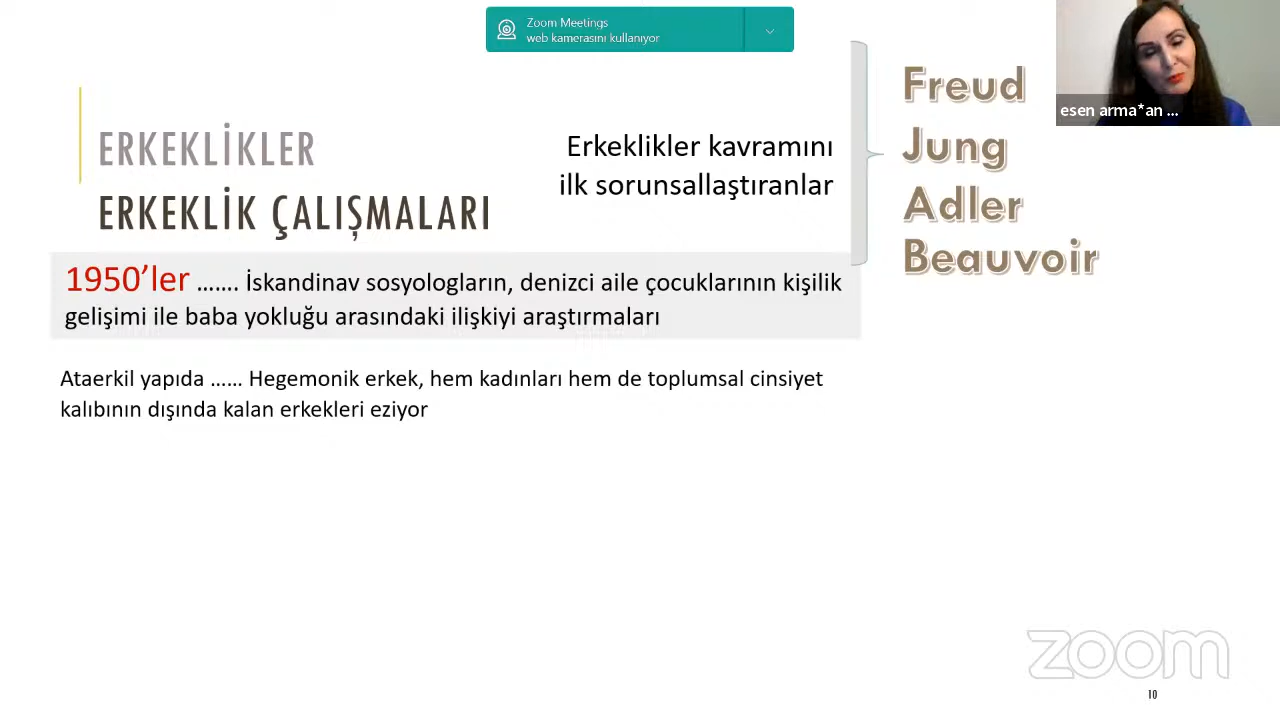 Zoom Meetings
web kamerasını kullanıyor
ERKEKLİKLER
ERKEKLİK ÇALIŞMALARI
Erkeklikler kavramını
ilk sorunsallaştıranlar
Freud
Jung
Adler
Beauvoir
esen arma*an ...
1950’ler ....... İskandinav sosyologların, denizci aile çocuklarının kişilik
gelişimi ile baba yokluğu arasındaki ilişkiyi araştırmaları
Ataerkil yapıda ...... Hegemonik erkek, hem kadınları hem de toplumsal cinsiyet
kalıbının dışında kalan erkekleri eziyor
zoom
10